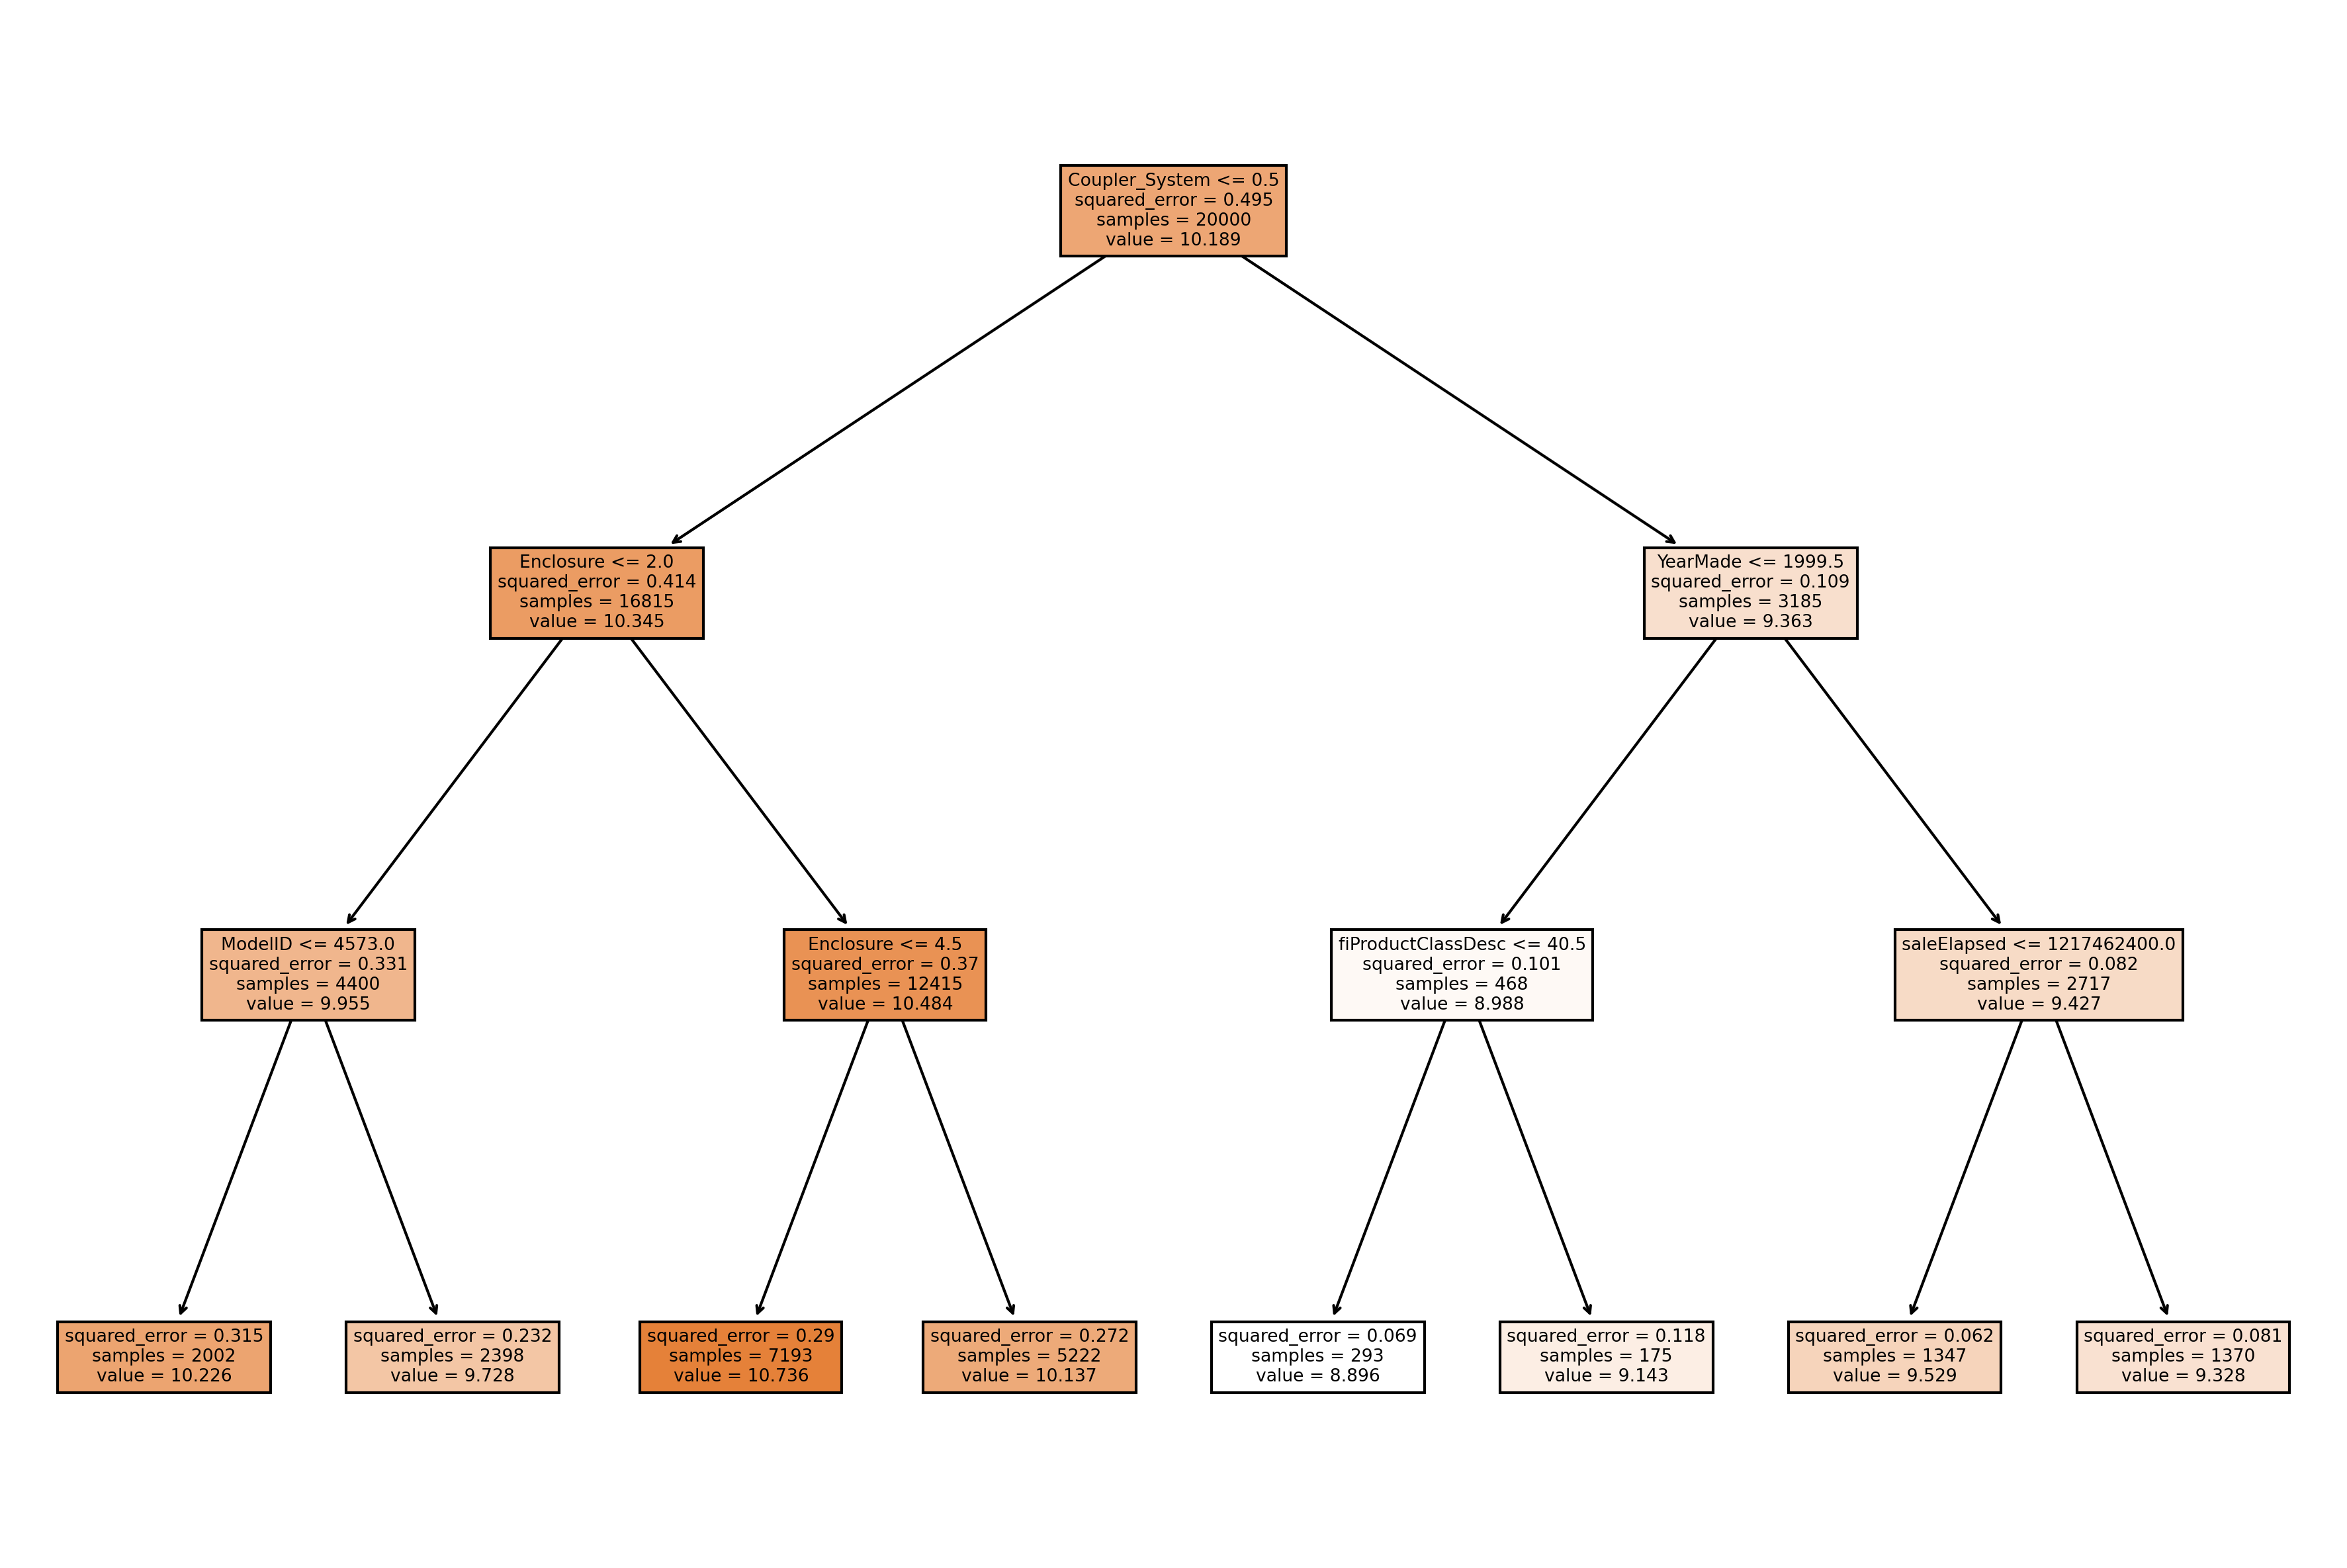 Coupler_System <= 0.5
squared_error = 0.495
samples = 20000
value = 10.189
Enclosure <= 2.0
squared_error = 0.414
samples = 16815
value = 10.345
YearMade <= 1999.5
squared_error = 0.109
samples = 3185
value = 9.363
ModelID <= 4573.0
squared_error = 0.331
samples = 4400
value = 9.955
Enclosure <= 4.5
squared_error = 0.37
samples = 12415
value = 10.484
fiProductClassDesc <= 40.5
squared_error = 0.101
samples = 468
value = 8.988
saleElapsed <= 1217462400.0
squared_error = 0.082
samples = 2717
value = 9.427
squared_error = 0.315
samples = 2002
value = 10.226
squared_error = 0.232
samples = 2398
value = 9.728
squared_error = 0.29
samples = 7193
value = 10.736
squared_error = 0.272
samples = 5222
value = 10.137
squared_error = 0.069
samples = 293
value = 8.896
squared_error = 0.118
samples = 175
value = 9.143
squared_error = 0.062
samples = 1347
value = 9.529
squared_error = 0.081
samples = 1370
value = 9.328